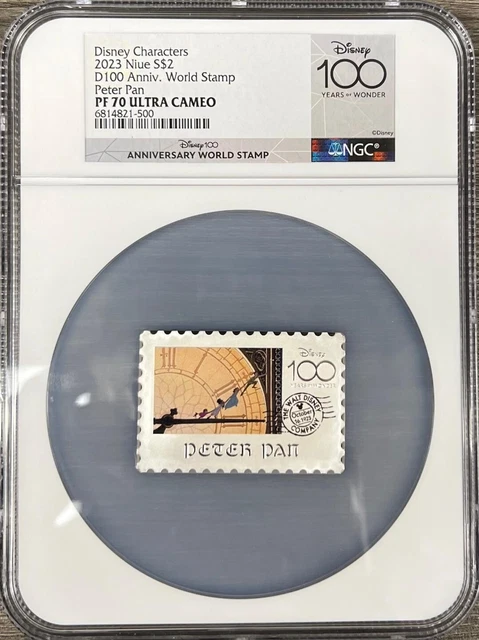 Disney Characters
2023 Niue S$2
D100 Anniv. World Stamp
Peter Pan
PF 70 ULTRA CAMEO
6814821-500
Disney
100
YEARS OF WONDER
©Disney
Disney100
ANNIVERSARY WORLD STAMP
NGC®
Disney
100
THE WALT DISNEY
October
16 1923
COMPANY
PETER PAN